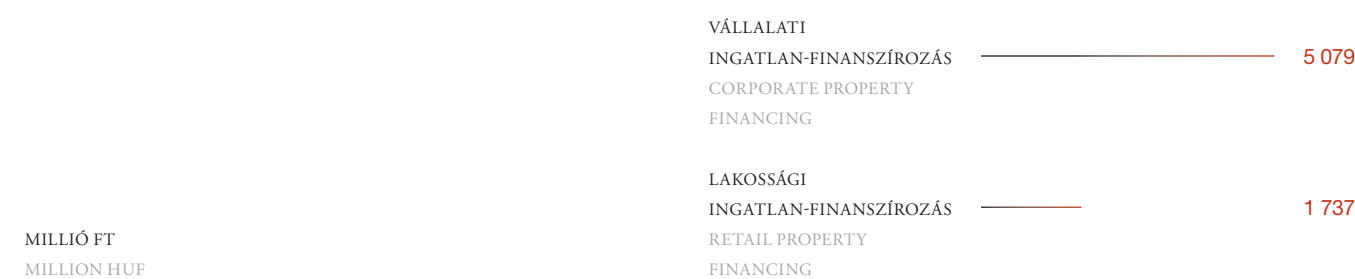 VÁLLALATI
INGATLAN-FINANSZÍROZÁS 5 079
CORPORATE PROPERTY
FINANCING
LAKOSSÁGI
INGATLAN-FINANSZÍROZÁS 1 737
RETAIL PROPERTY
FINANCING
MILLIÓ FT
MILLION HUF